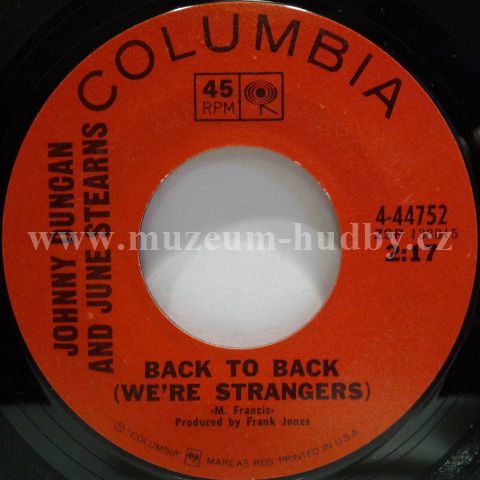 COLUMBIA
45
RPM
JOHNNY DUNCAN
AND JUNE STEARNS
4-44752
2:17
www.muzeum-hudby.cz
BACK TO BACK
(WE'RE STRANGERS)
-M. Francis-
Produced by Frank Jones
"COLUMBIA" MARCAS REG. PRINTED IN U.S.A.